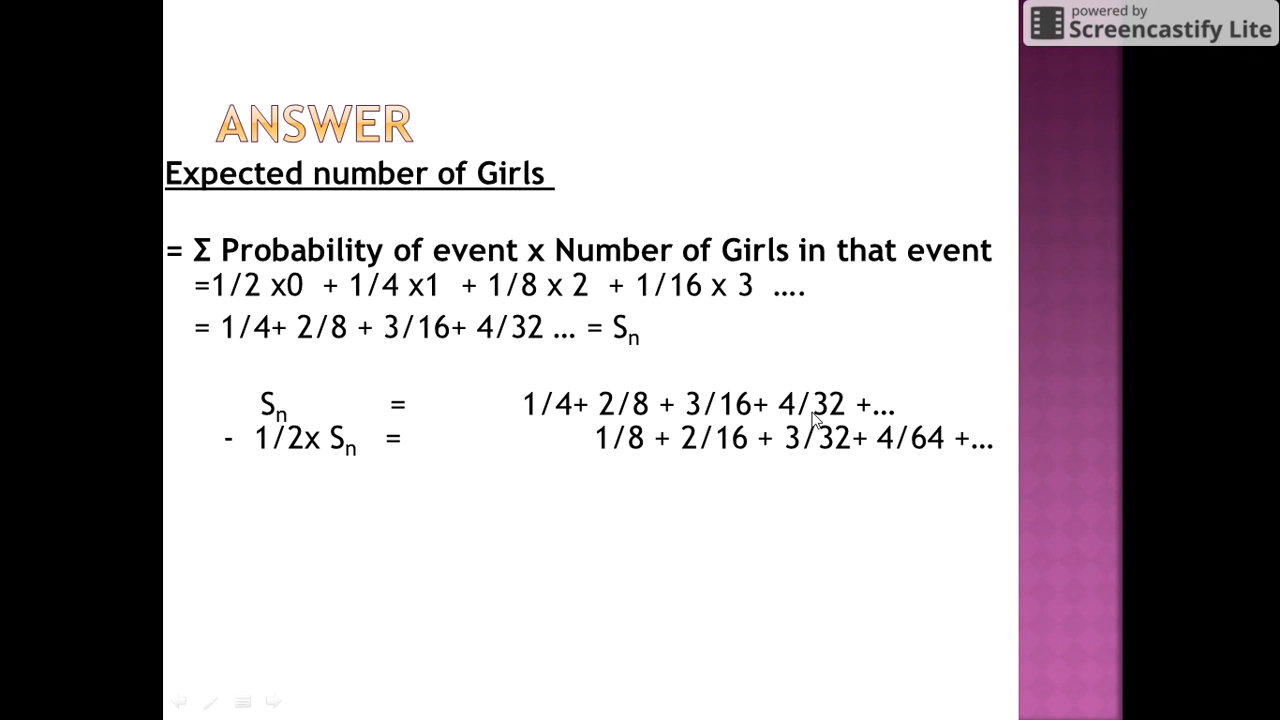 powered by
Screencastify Lite
ANSWER
Expected number of Girls
= Σ Probability of event x Number of Girls in that event
=1/2 x0 + 1/4 x1 + 1/8 x 2 + 1/16 x 3 ....
= 1/4+ 2/8 + 3/16+ 4/32 ... = Sn
Sn = 1/4+ 2/8 + 3/16+ 4/32 +...
- 1/2x Sn = 1/8 + 2/16 + 3/32+ 4/64 +...